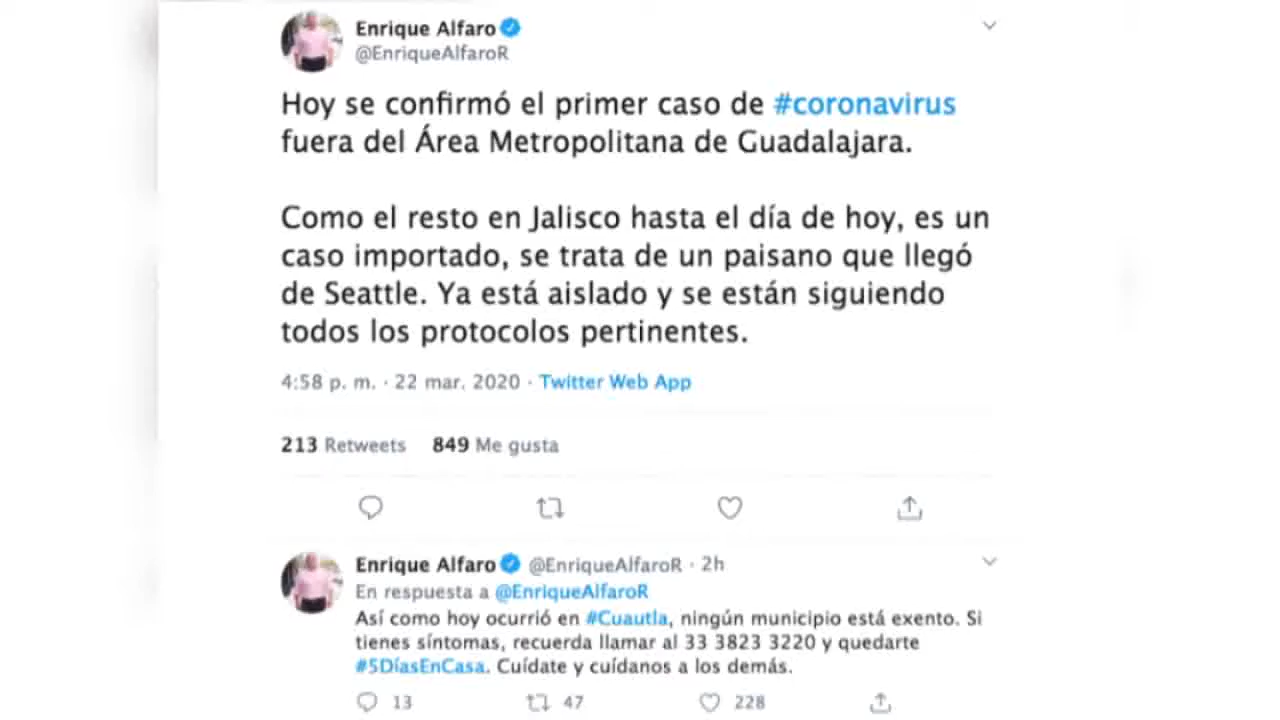 Enrique Alfaro
@EnriqueAlfaroR
Hoy se confirmó el primer caso de #coronavirus
fuera del Área Metropolitana de Guadalajara.
Como el resto en Jalisco hasta el día de hoy, es un
caso importado, se trata de un paisano que llegó
de Seattle. Ya está aislado y se están siguiendo
todos los protocolos pertinentes.
4:58 p. m. · 22 mar. 2020 · Twitter Web App
213 Retweets 849 Me gusta
Enrique Alfaro @EnriqueAlfaroR · 2h
En respuesta a @EnriqueAlfaroR
Así como hoy ocurrió en #Cuautla, ningún municipio está exento. Si
tienes síntomas, recuerda llamar al 33 3823 3220 y quedarte
#5DíasEnCasa. Cuídate y cuídanos a los demás.
13 47 228